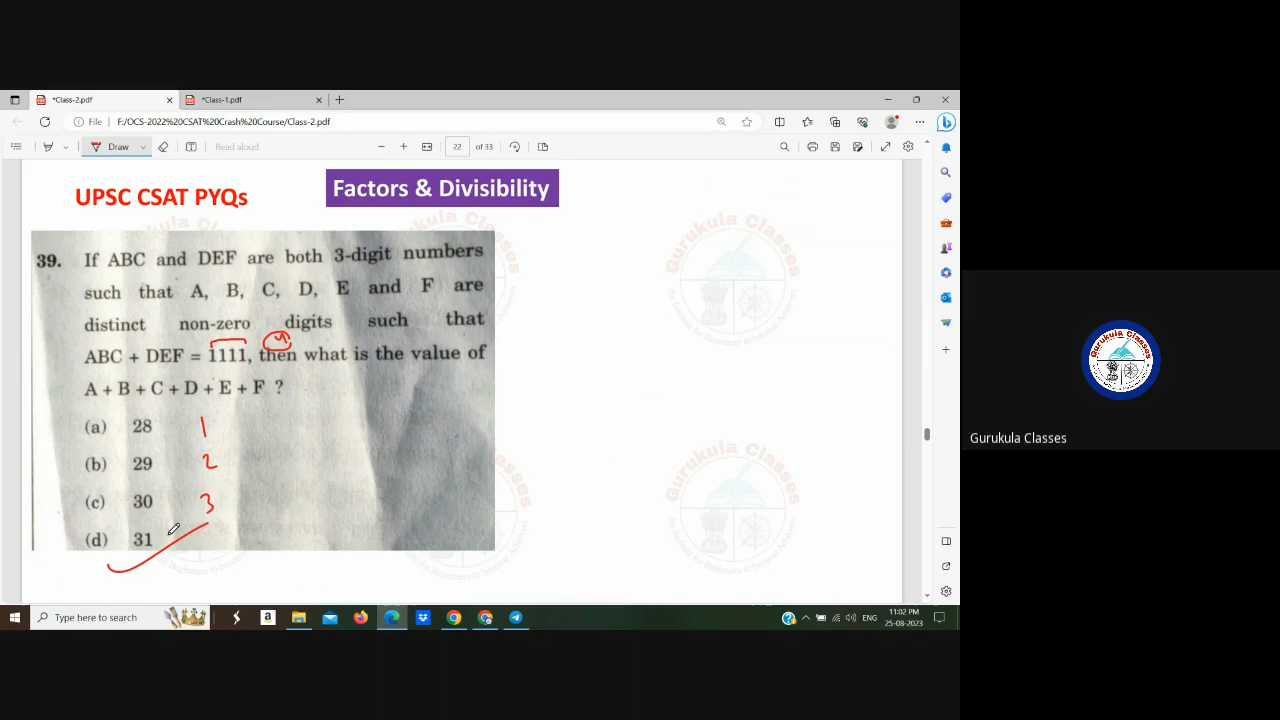 *Class-2.pdf
*Class-1.pdf
File
F:/OCS-2022%20CSAT%20Crash%20Course/Class-2.pdf
Draw
Read aloud
22
of 33
UPSC CSAT PYQs
Factors & Divisibility
39. If ABC and DEF are both 3-digit numbers
such that A, B, C, D, E and F are
distinct non-zero digits such that
ABC + DEF = 1111, then what is the value of
A + B + C + D + E + F ?
(a) 28 1
(b) 29 2
(c) 30 3
(d) 31
Gurukula Classes
Type here to search
ENG
11:02 PM
25-08-2023